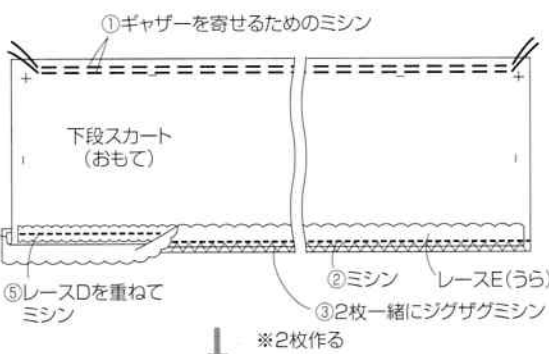 ①ギャザーを寄せるためのミシン
下段スカート
(おもて)
⑤レースDを重ねて
ミシン
②ミシン
レースE(うら)
③2枚一緒にジグザグミシン
※2枚作る